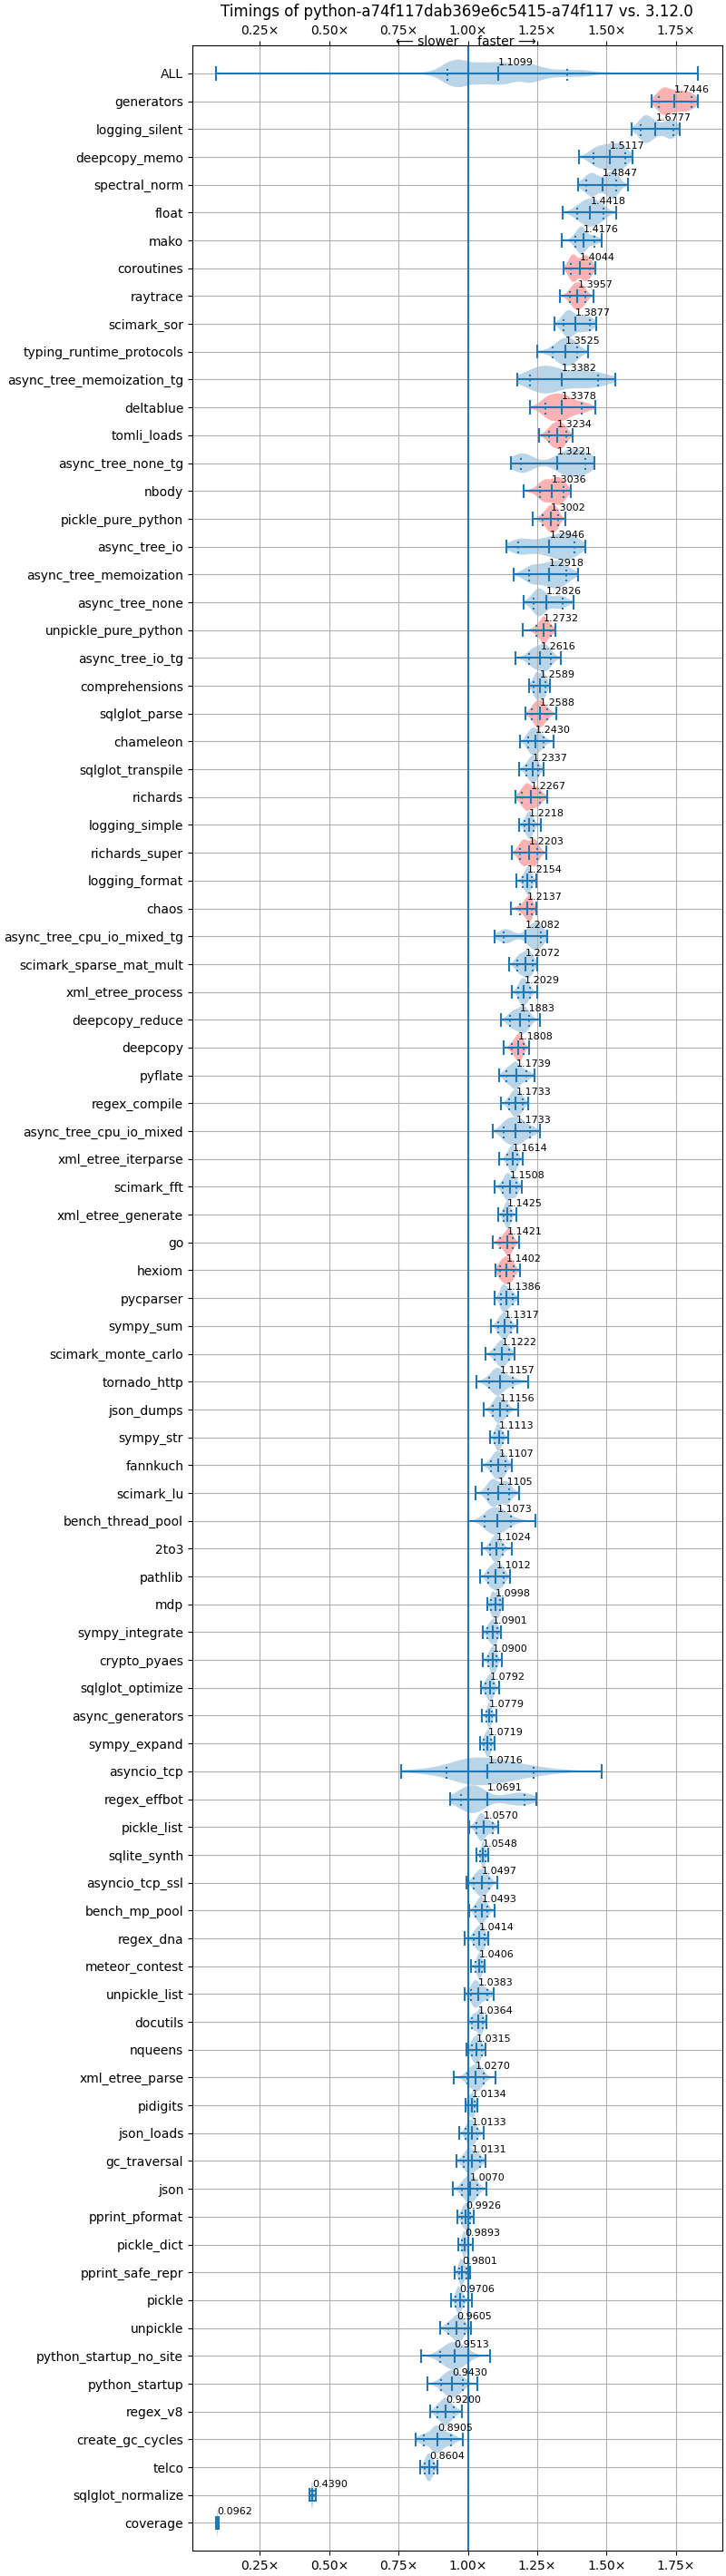 Timings of python-a74f117dab369e6c5415-a74f117 vs. 3.12.0
0.25× 0.50× 0.75× 1.00× 1.25× 1.50× 1.75×
⟵ slower faster ⟶
ALL 1.1099
generators 1.7446
logging_silent 1.6777
deepcopy_memo 1.5117
spectral_norm 1.4847
float 1.4418
mako 1.4176
coroutines 1.4044
raytrace 1.3957
scimark_sor 1.3877
typing_runtime_protocols 1.3525
async_tree_memoization_tg 1.3382
deltablue 1.3378
tomli_loads 1.3234
async_tree_none_tg 1.3221
nbody 1.3036
pickle_pure_python 1.3002
async_tree_io 1.2946
async_tree_memoization 1.2918
async_tree_none 1.2826
unpickle_pure_python 1.2732
async_tree_io_tg 1.2616
comprehensions 1.2589
sqlglot_parse 1.2588
chameleon 1.2430
sqlglot_transpile 1.2337
richards 1.2267
logging_simple 1.2218
richards_super 1.2203
logging_format 1.2154
chaos 1.2137
async_tree_cpu_io_mixed_tg 1.2082
scimark_sparse_mat_mult 1.2072
xml_etree_process 1.2029
deepcopy_reduce 1.1883
deepcopy 1.1808
pyflate 1.1739
regex_compile 1.1733
async_tree_cpu_io_mixed 1.1733
xml_etree_iterparse 1.1614
scimark_fft 1.1508
xml_etree_generate 1.1425
go 1.1421
hexiom 1.1402
pycparser 1.1386
sympy_sum 1.1317
scimark_monte_carlo 1.1222
tornado_http 1.1157
json_dumps 1.1156
sympy_str 1.1113
fannkuch 1.1107
scimark_lu 1.1105
bench_thread_pool 1.1073
2to3 1.1024
pathlib 1.1012
mdp 1.0998
sympy_integrate 1.0901
crypto_pyaes 1.0900
sqlglot_optimize 1.0792
async_generators 1.0779
sympy_expand 1.0719
asyncio_tcp 1.0716
regex_effbot 1.0691
pickle_list 1.0570
sqlite_synth 1.0548
asyncio_tcp_ssl 1.0497
bench_mp_pool 1.0493
regex_dna 1.0414
meteor_contest 1.0406
unpickle_list 1.0383
docutils 1.0364
nqueens 1.0315
xml_etree_parse 1.0270
pidigits 1.0134
json_loads 1.0133
gc_traversal 1.0131
json 1.0070
pprint_pformat 0.9926
pickle_dict 0.9893
pprint_safe_repr 0.9801
pickle 0.9706
unpickle 0.9605
python_startup_no_site 0.9513
python_startup 0.9430
regex_v8 0.9200
create_gc_cycles 0.8905
telco 0.8604
sqlglot_normalize 0.4390
coverage 0.0962
0.25× 0.50× 0.75× 1.00× 1.25× 1.50× 1.75×